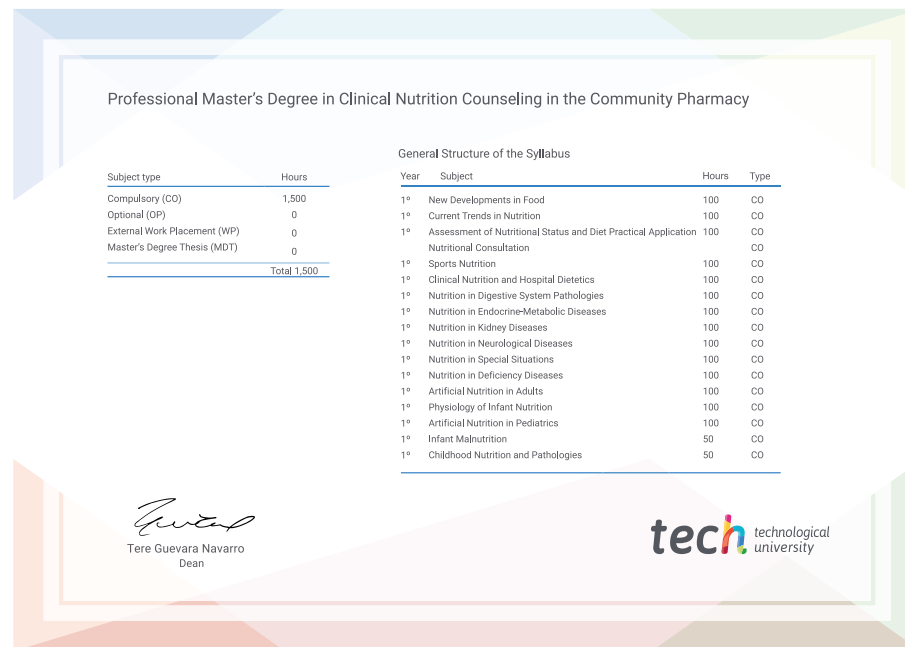 Professional Master's Degree in Clinical Nutrition Counseling in the Community Pharmacy
Subject type Hours
Compulsory (CO) 1,500
Optional (OP) 0
External Work Placement (WP) 0
Master's Degree Thesis (MDT) 0
Total 1,500
General Structure of the Syllabus
Year Subject Hours Type
1º New Developments in Food 100 CO
1º Current Trends in Nutrition 100 CO
1º Assessment of Nutritional Status and Diet Practical Application 100 CO
Nutritional Consultation CO
1º Sports Nutrition 100 CO
1º Clinical Nutrition and Hospital Dietetics 100 CO
1º Nutrition in Digestive System Pathologies 100 CO
1º Nutrition in Endocrine-Metabolic Diseases 100 CO
1º Nutrition in Kidney Diseases 100 CO
1º Nutrition in Neurological Diseases 100 CO
1º Nutrition in Special Situations 100 CO
1º Nutrition in Deficiency Diseases 100 CO
1º Artificial Nutrition in Adults 100 CO
1º Physiology of Infant Nutrition 100 CO
1º Artificial Nutrition in Pediatrics 100 CO
1º Infant Malnutrition 50 CO
1º Childhood Nutrition and Pathologies 50 CO
Tere Guevara Navarro
Dean
tech technological
university